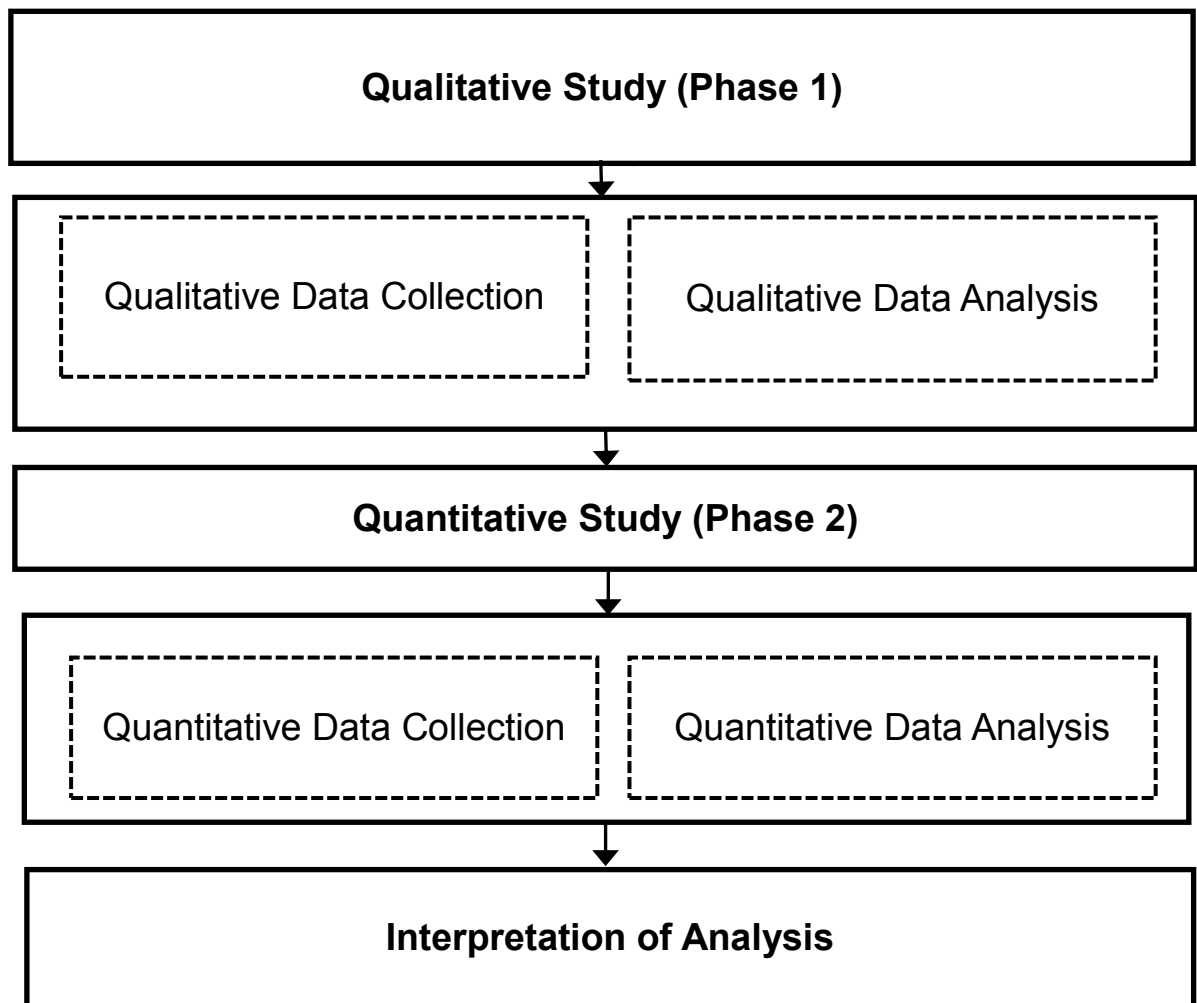 Qualitative Study (Phase 1)
Qualitative Data Collection
Qualitative Data Analysis
Quantitative Study (Phase 2)
Quantitative Data Collection
Quantitative Data Analysis
Interpretation of Analysis